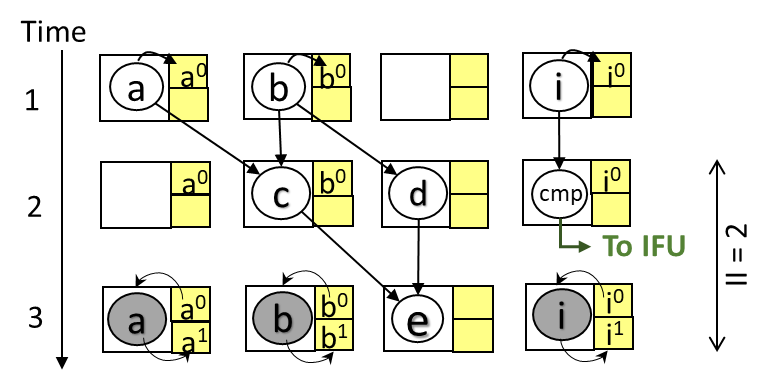 Time
1
a
a⁰
b
b⁰
i
i⁰
2
a⁰
c
b⁰
d
cmp
i⁰
To IFU
II = 2
3
a
a⁰
a¹
b
b⁰
b¹
e
i
i⁰
i¹